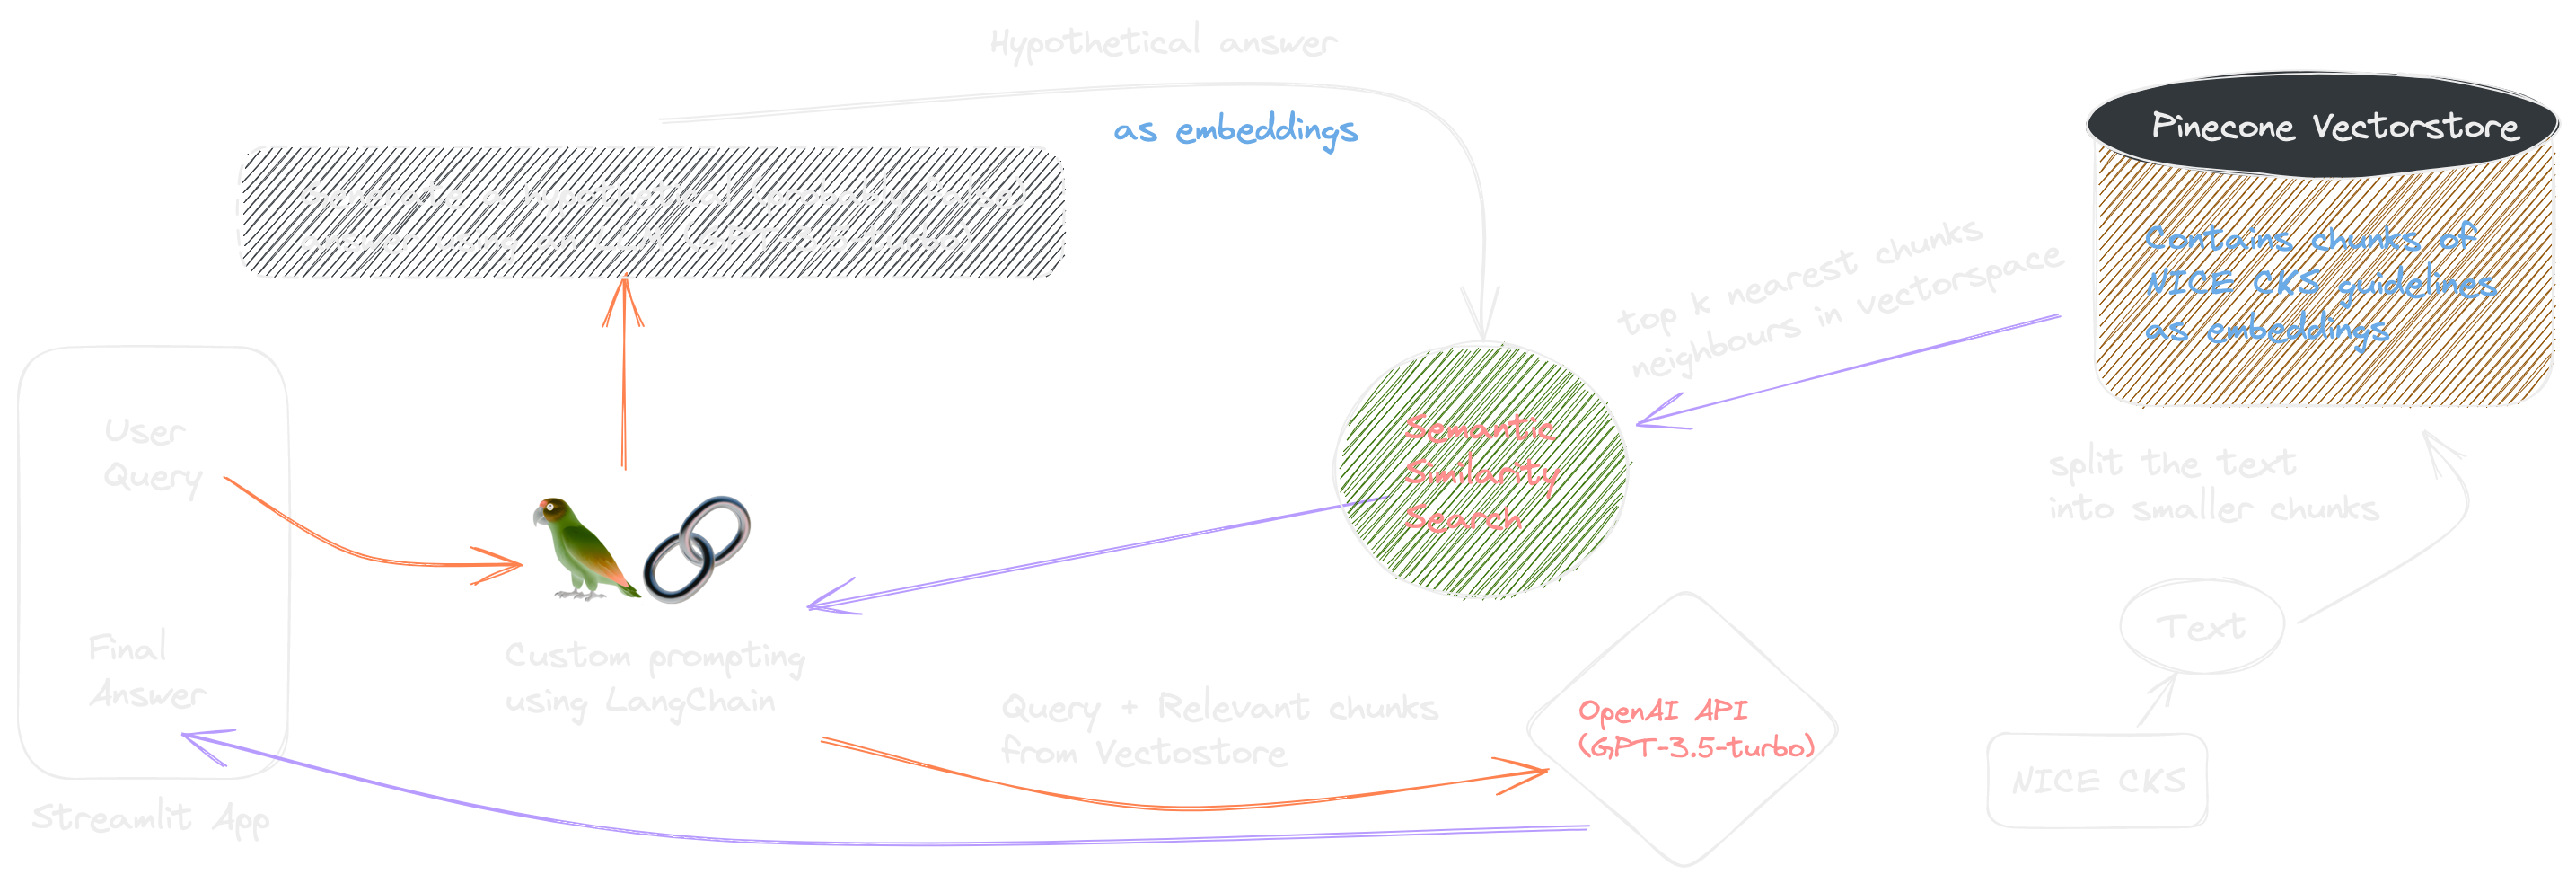 Hypothetical answer
as embeddings
Generate a hypothetical (probably false)
answer using an LLM (GPT-3.5-turbo)
Pinecone Vectorstore
Contains chunks of
NICE CKS guidelines
as embeddings
top k nearest chunks
neighbours in vectorspace
User
Query
Semantic
Similarity
Search
split the text
into smaller chunks
Text
Final
Answer
Custom prompting
using LangChain
Query + Relevant chunks
from Vectostore
OpenAI API
(GPT-3.5-turbo)
NICE CKS
Streamlit App